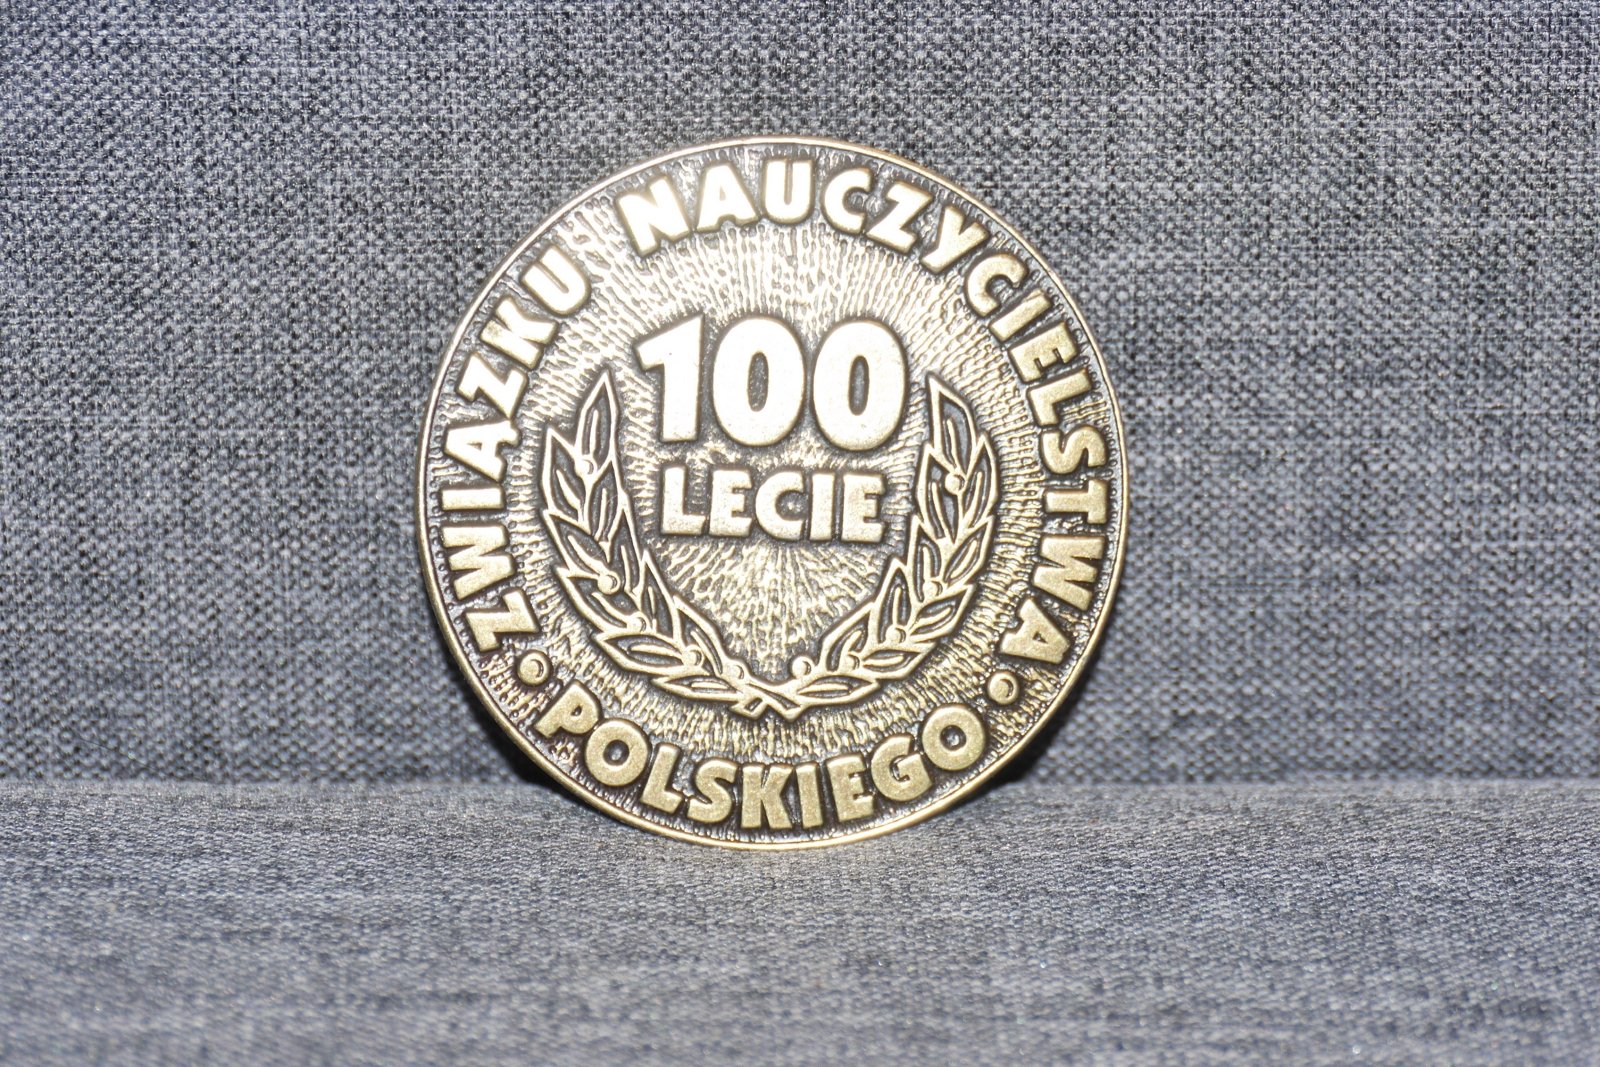 100
LECIE
ZWIĄZKU NAUCZYCIELSTWA
POLSKIEGO